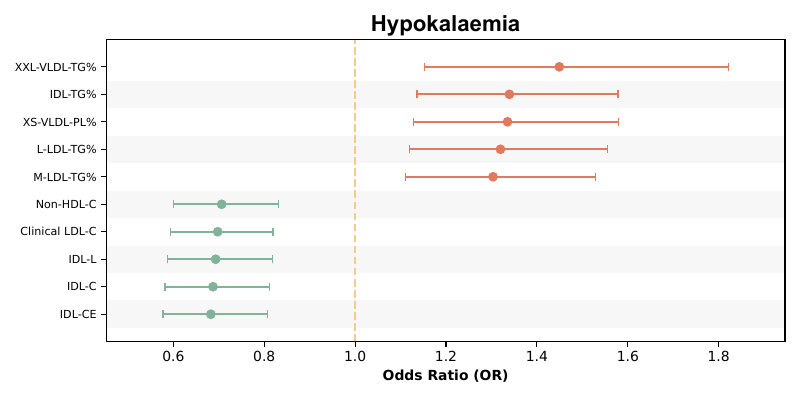 Hypokalaemia
XXL-VLDL-TG%
IDL-TG%
XS-VLDL-PL%
L-LDL-TG%
M-LDL-TG%
Non-HDL-C
Clinical LDL-C
IDL-L
IDL-C
IDL-CE
0.6 0.8 1.0 1.2 1.4 1.6 1.8
Odds Ratio (OR)